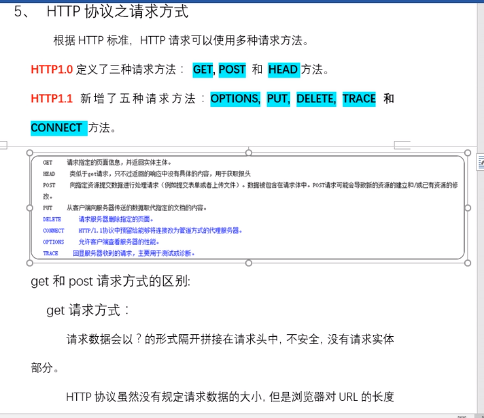 5、 HTTP 协议之请求方式
根据 HTTP 标准，HTTP 请求可以使用多种请求方法。
HTTP1.0 定义了三种请求方法： GET, POST 和 HEAD 方法。
HTTP1.1 新增了五种请求方法：OPTIONS, PUT, DELETE, TRACE 和
CONNECT 方法。
GET 请求指定的页面信息，并返回实体主体。
HEAD 类似于get请求，只不过返回的响应中没有具体的内容，用于获取报头
POST 向指定资源提交数据进行处理请求（例如提交表单或者上传文件）。数据被包含在请求体中。POST请求可能会导致新的资源的建立和/或已有资源的修
改。
PUT 从客户端向服务器传送的数据取代指定的文档的内容。
DELETE 请求服务器删除指定的页面。
CONNECT HTTP/1.1协议中预留给能够将连接改为管道方式的代理服务器。
OPTIONS 允许客户端查看服务器的性能。
TRACE 回显服务器收到的请求，主要用于测试或诊断。
get 和 post 请求方式的区别:
get 请求方式：
请求数据会以？的形式隔开拼接在请求头中，不安全，没有请求实体
部分。
HTTP 协议虽然没有规定请求数据的大小，但是浏览器对 URL 的长度